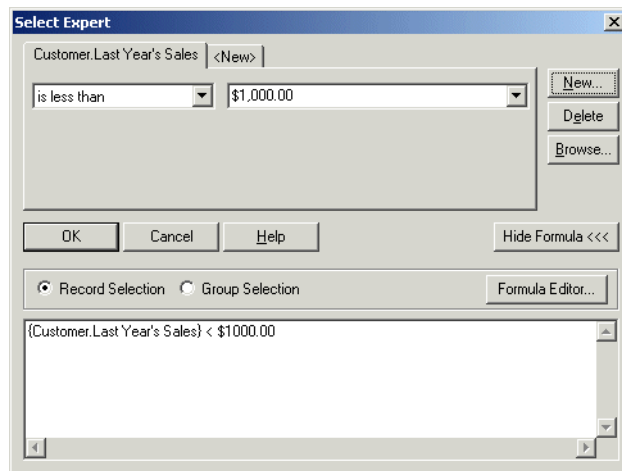 Select Expert
Customer.Last Year's Sales <New>
is less than $1,000.00
New...
Delete
Browse...
OK Cancel Help Hide Formula <<<
Record Selection Group Selection Formula Editor...
{Customer.Last Year's Sales} < $1000.00